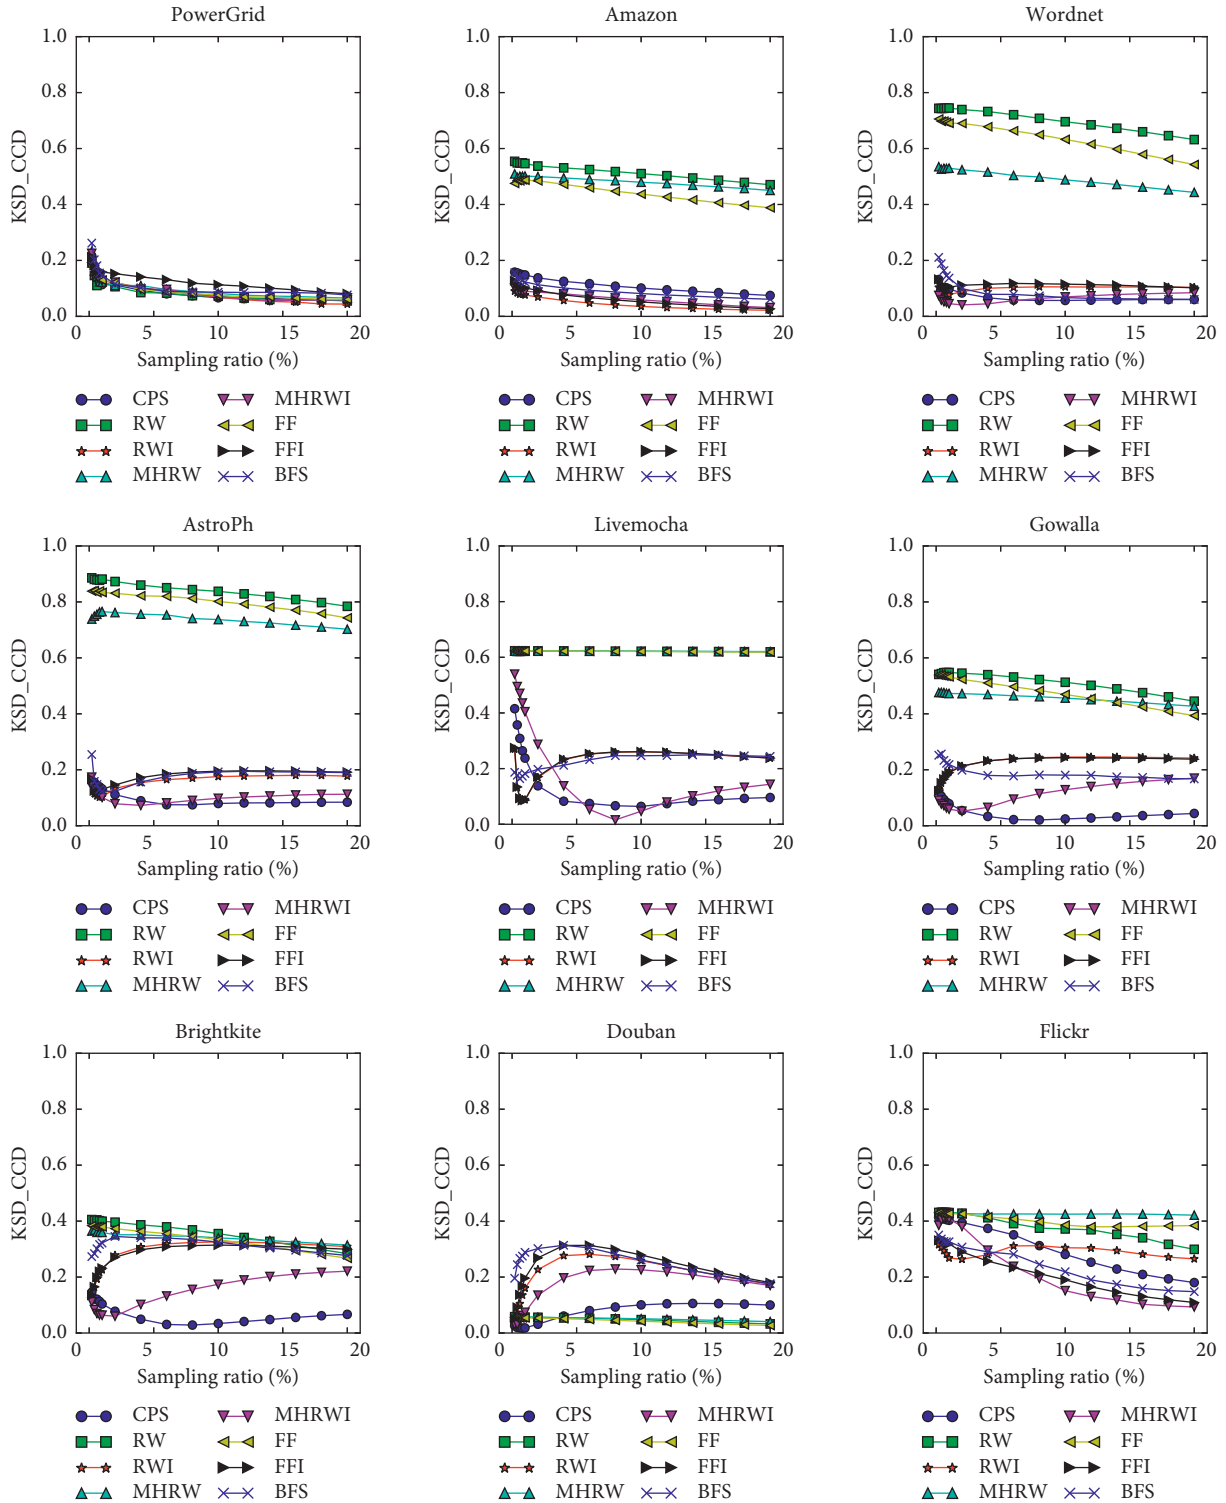 PowerGrid
1.0
0.8
0.6
0.4
0.2
0.0
KSD_CCD
5 10 15 20
Sampling ratio (%)
CPS MHRWI
RW FF
RWI FFI
MHRW BFS
Amazon
1.0
0.8
0.6
0.4
0.2
0.0
KSD_CCD
5 10 15 20
Sampling ratio (%)
CPS MHRWI
RW FF
RWI FFI
MHRW BFS
Wordnet
1.0
0.8
0.6
0.4
0.2
0.0
KSD_CCD
5 10 15 20
Sampling ratio (%)
CPS MHRWI
RW FF
RWI FFI
MHRW BFS
AstroPh
1.0
0.8
0.6
0.4
0.2
0.0
KSD_CCD
5 10 15 20
Sampling ratio (%)
CPS MHRWI
RW FF
RWI FFI
MHRW BFS
Livemocha
1.0
0.8
0.6
0.4
0.2
0.0
KSD_CCD
5 10 15 20
Sampling ratio (%)
CPS MHRWI
RW FF
RWI FFI
MHRW BFS
Gowalla
1.0
0.8
0.6
0.4
0.2
0.0
KSD_CCD
5 10 15 20
Sampling ratio (%)
CPS MHRWI
RW FF
RWI FFI
MHRW BFS
Brightkite
1.0
0.8
0.6
0.4
0.2
0.0
KSD_CCD
5 10 15 20
Sampling ratio (%)
CPS MHRWI
RW FF
RWI FFI
MHRW BFS
Douban
1.0
0.8
0.6
0.4
0.2
0.0
KSD_CCD
5 10 15 20
Sampling ratio (%)
CPS MHRWI
RW FF
RWI FFI
MHRW BFS
Flickr
1.0
0.8
0.6
0.4
0.2
0.0
KSD_CCD
5 10 15 20
Sampling ratio (%)
CPS MHRWI
RW FF
RWI FFI
MHRW BFS